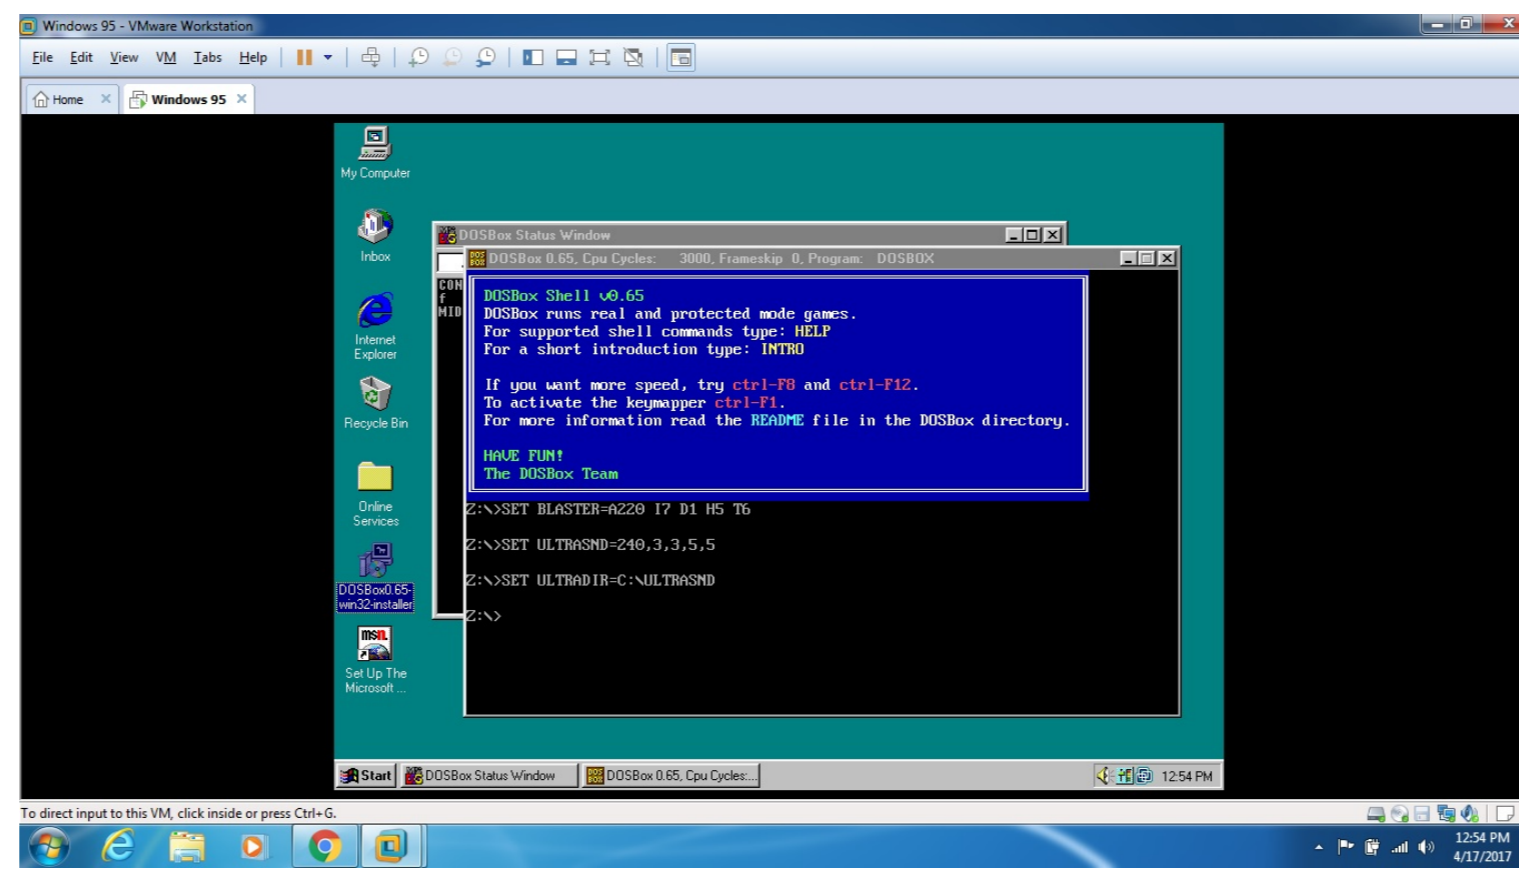 Windows 95 - VMware Workstation
File Edit View VM Tabs Help
Home Windows 95
My Computer
Inbox
Internet
Explorer
Recycle Bin
Online
Services
DOSBox0.65-
win32-installer
msn.
Set Up The
Microsoft ...
DOSBox Status Window
CON
f
MID
DOSBox 0.65, Cpu Cycles: 3000, Frameskip 0, Program: DOSBOX
DOSBox Shell v0.65
DOSBox runs real and protected mode games.
For supported shell commands type: HELP
For a short introduction type: INTRO
If you want more speed, try ctrl-F8 and ctrl-F12.
To activate the keymapper ctrl-F1.
For more information read the README file in the DOSBox directory.
HAVE FUN!
The DOSBox Team
Z:\>SET BLASTER=A220 I7 D1 H5 T6
Z:\>SET ULTRASND=240,3,3,5,5
Z:\>SET ULTRADIR=C:\ULTRASND
Z:\>
Start DOSBox Status Window DOSBox 0.65, Cpu Cycles:... 12:54 PM
To direct input to this VM, click inside or press Ctrl+G.
12:54 PM
4/17/2017